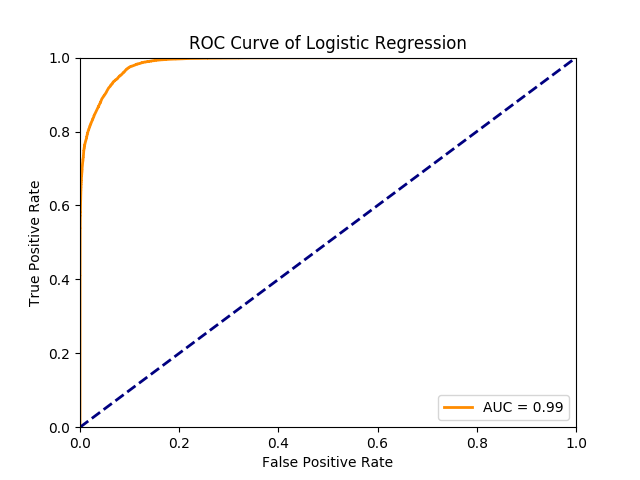 ROC Curve of Logistic Regression
True Positive Rate
1.0
0.8
0.6
0.4
0.2
0.0
0.0 0.2 0.4 0.6 0.8 1.0
False Positive Rate
AUC = 0.99